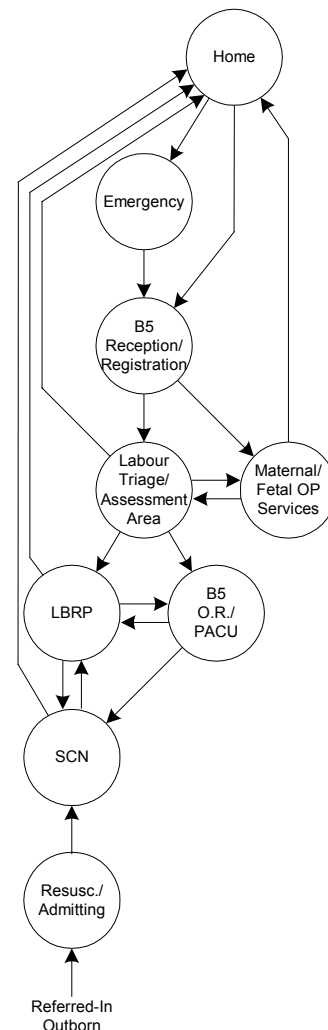 Home
Emergency
B5
Reception/
Registration
Labour
Triage/
Assessment
Area
Maternal/
Fetal OP
Services
LBRP
B5
O.R./
PACU
SCN
Resusc./
Admitting
Referred-In
Outborn